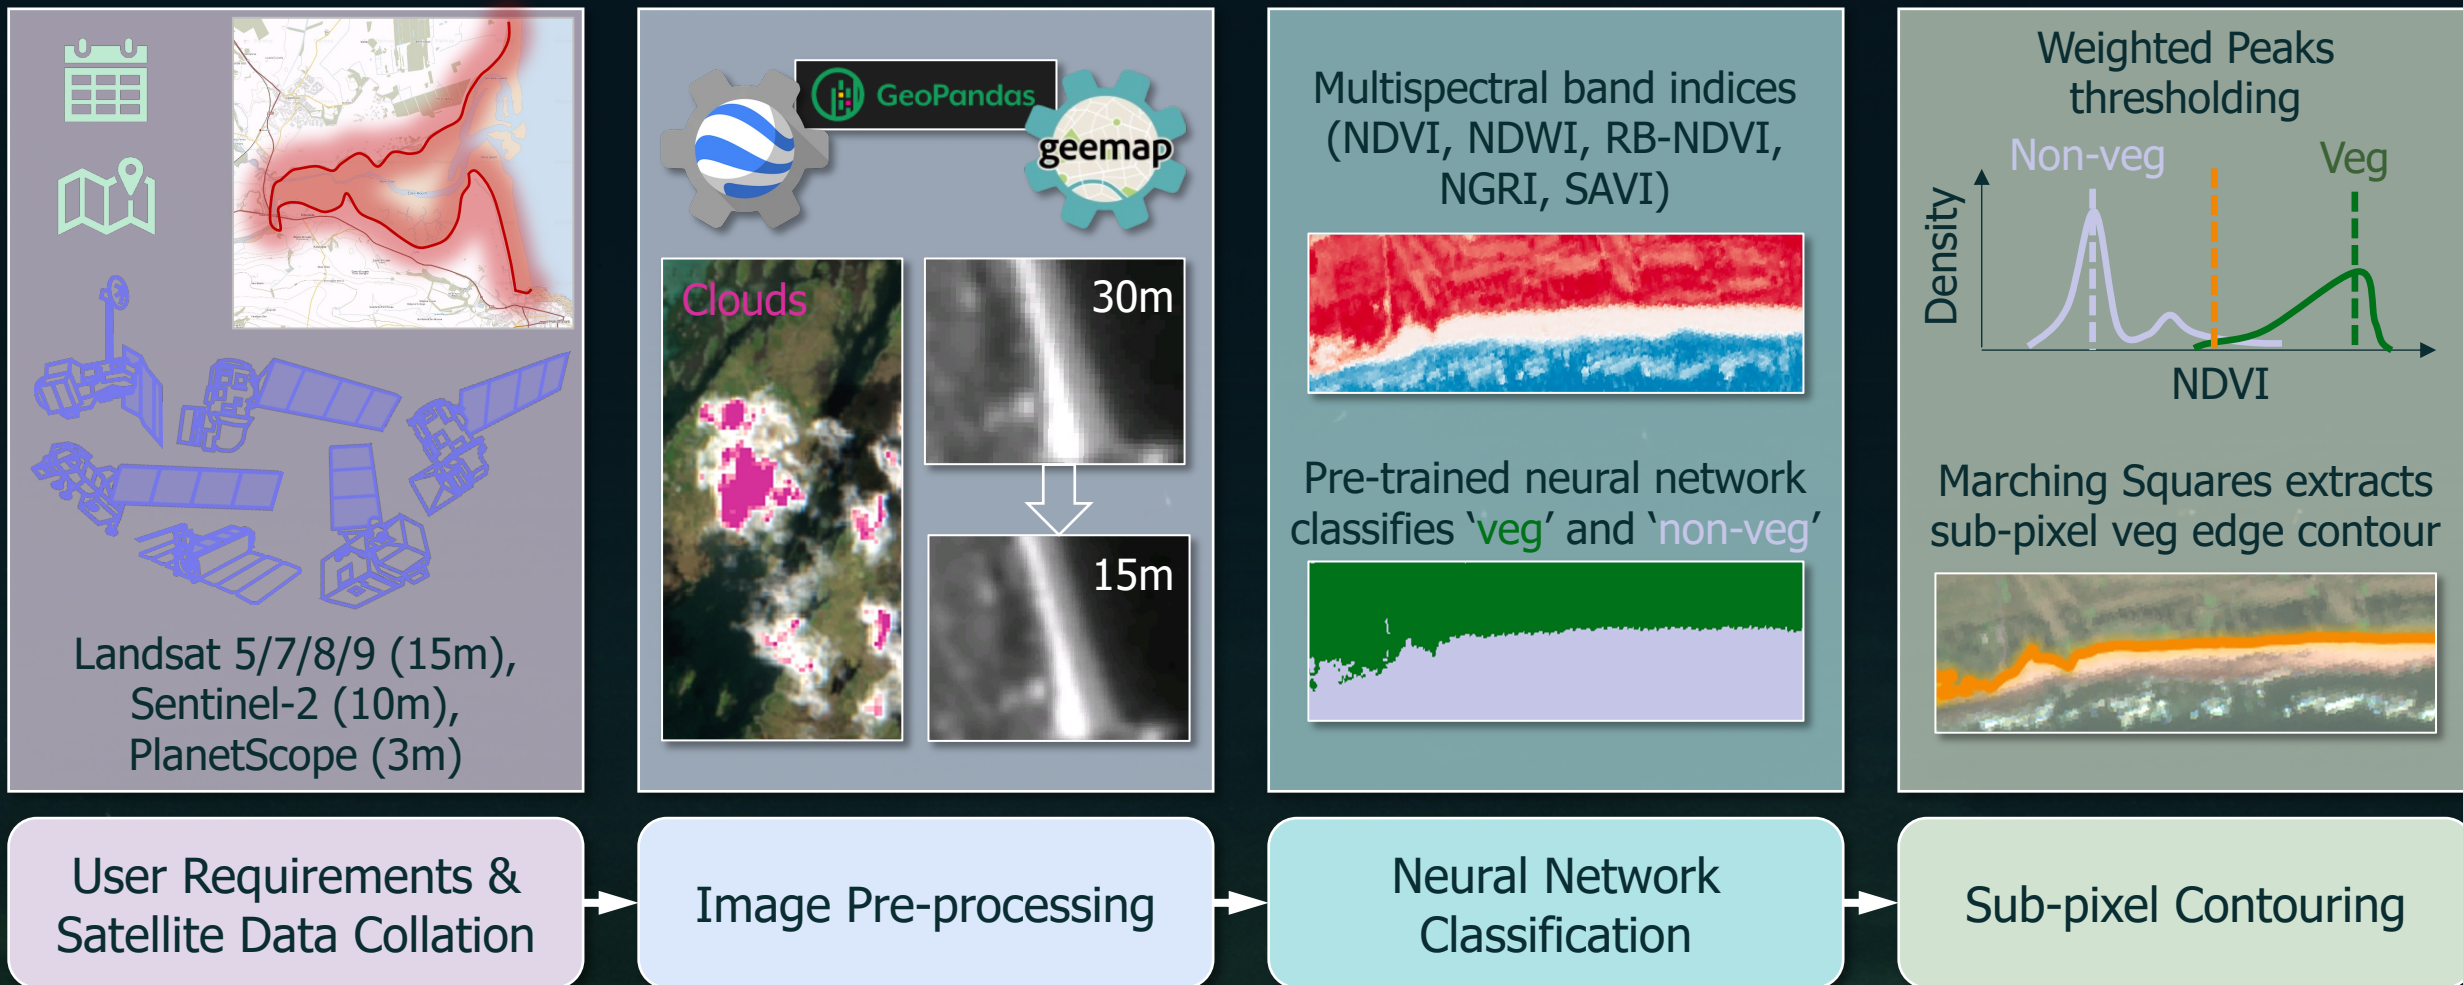 Landsat 5/7/8/9 (15m),
Sentinel-2 (10m),
PlanetScope (3m)
User Requirements &
Satellite Data Collation
GeoPandas
geemap
Clouds
30m
15m
Image Pre-processing
Multispectral band indices
(NDVI, NDWI, RB-NDVI,
NGRI, SAVI)
Pre-trained neural network
classifies ‘veg’ and ‘non-veg’
Neural Network
Classification
Weighted Peaks
thresholding
Non-veg
Veg
Density
NDVI
Marching Squares extracts
sub-pixel veg edge contour
Sub-pixel Contouring